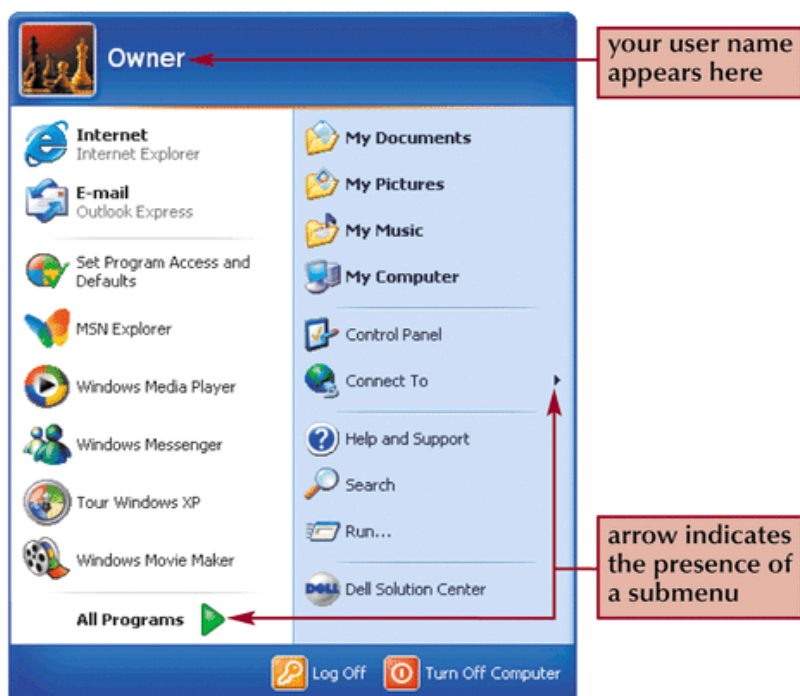 Owner
your user name
appears here
Internet
Internet Explorer
E-mail
Outlook Express
Set Program Access and
Defaults
MSN Explorer
Windows Media Player
Windows Messenger
Tour Windows XP
Windows Movie Maker
All Programs
My Documents
My Pictures
My Music
My Computer
Control Panel
Connect To
Help and Support
Search
Run...
DELL
Dell Solution Center
arrow indicates
the presence of
a submenu
Log Off
Turn Off Computer